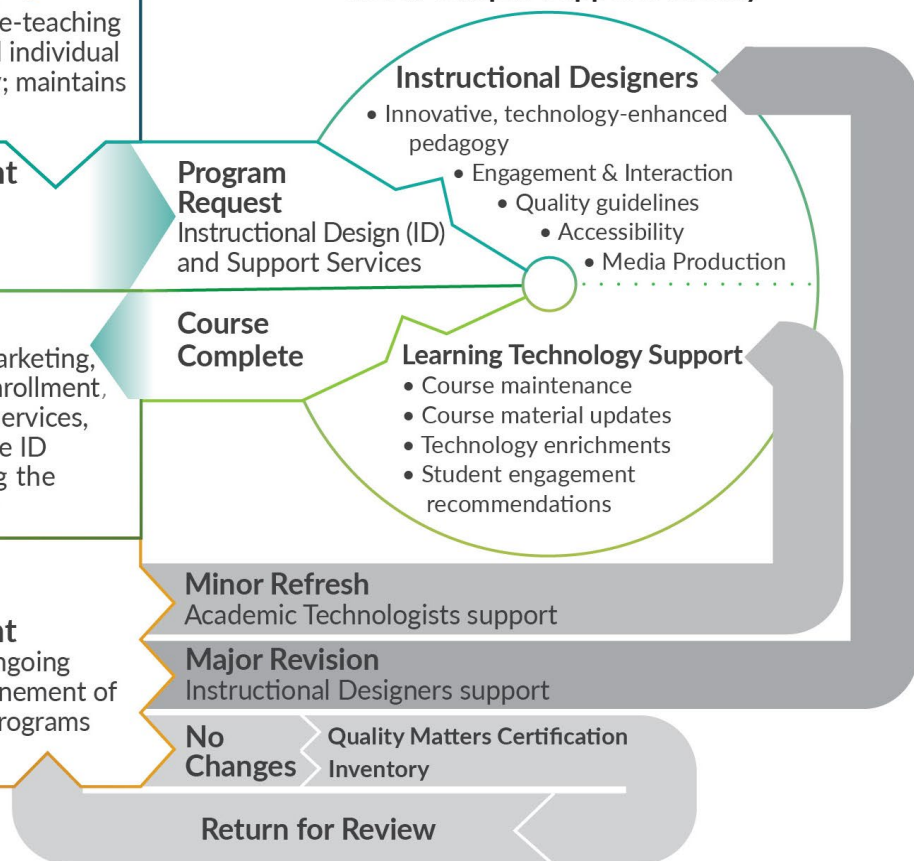 e-teaching
individual
; maintains
Instructional Designers
• Innovative, technology-enhanced
pedagogy
• Engagement & Interaction
• Quality guidelines
• Accessibility
• Media Production
Program
Request
Instructional Design (ID)
and Support Services
Course
Complete
Learning Technology Support
• Course maintenance
• Course material updates
• Technology enrichments
• Student engagement
recommendations
arketing,
rollment,
ervices,
e ID
g the
Minor Refresh
Academic Technologists support
nt
ngoing
nement of
rograms
Major Revision
Instructional Designers support
No
Changes
Quality Matters Certification
Inventory
Return for Review